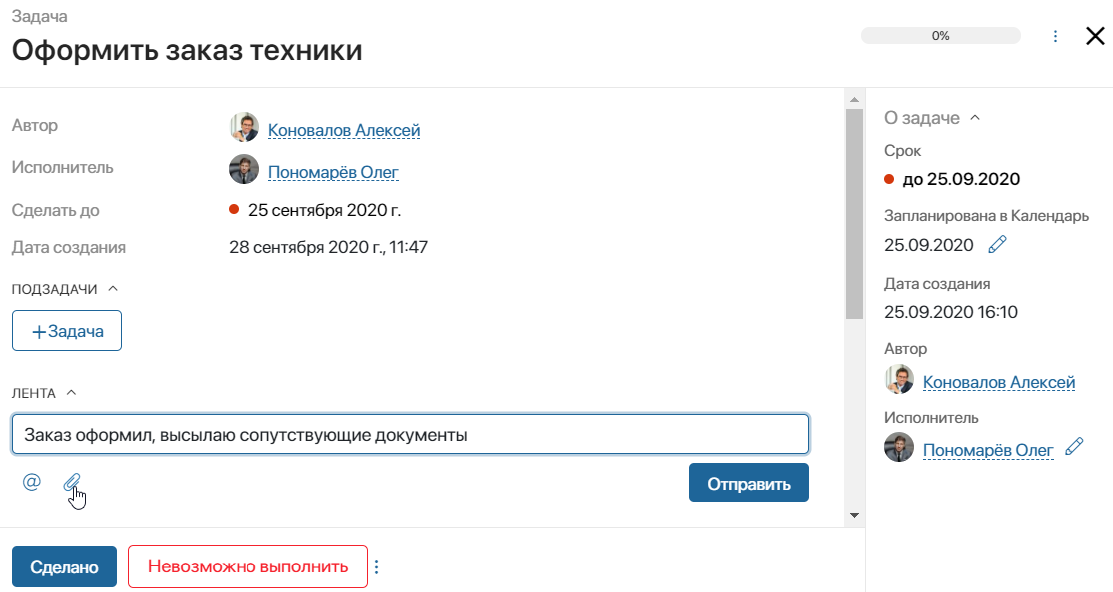 Задача
Оформить заказ техники
0%
Автор
Коновалов Алексей
Исполнитель
Пономарёв Олег
Сделать до
25 сентября 2020 г.
Дата создания
28 сентября 2020 г., 11:47
ПОДЗАДАЧИ
+Задача
ЛЕНТА
Заказ оформил, высылаю сопутствующие документы
@
Отправить
Сделано
Невозможно выполнить
О задаче
Срок
до 25.09.2020
Запланирована в Календарь
25.09.2020
Дата создания
25.09.2020 16:10
Автор
Коновалов Алексей
Исполнитель
Пономарёв Олег